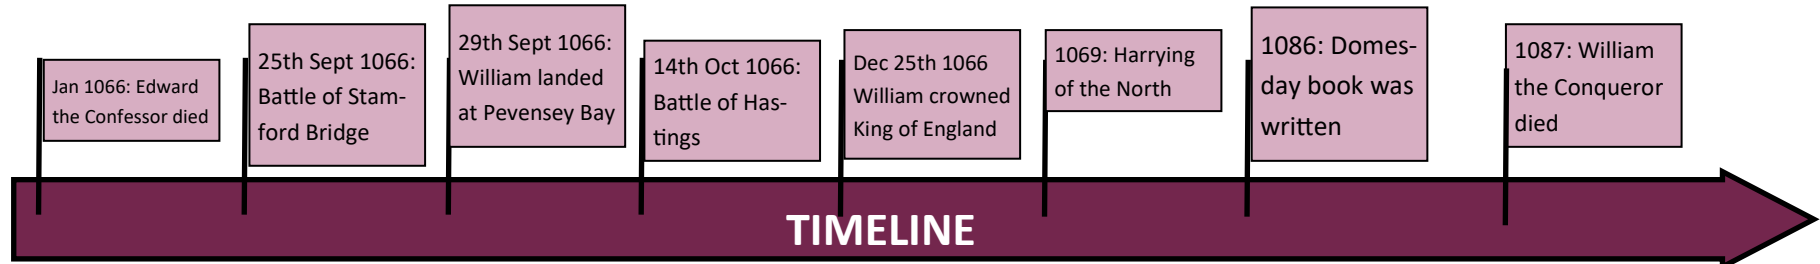 Jan 1066: Edward
the Confessor died
25th Sept 1066:
Battle of Stam-
ford Bridge
29th Sept 1066:
William landed
at Pevensey Bay
14th Oct 1066:
Battle of Has-
tings
Dec 25th 1066
William crowned
King of England
1069: Harrying
of the North
1086: Domes-
day book was
written
1087: William
the Conqueror
died
TIMELINE